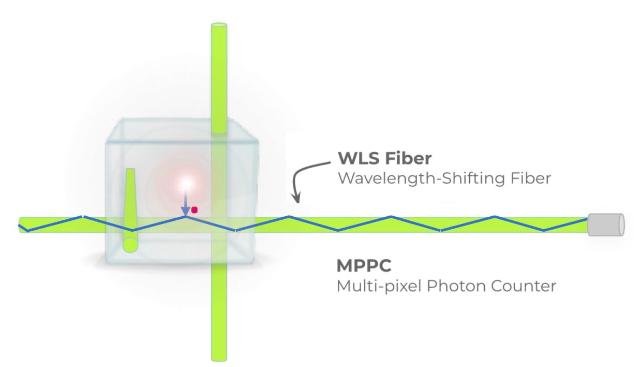 WLS Fiber
Wavelength-Shifting Fiber
MPPC
Multi-pixel Photon Counter